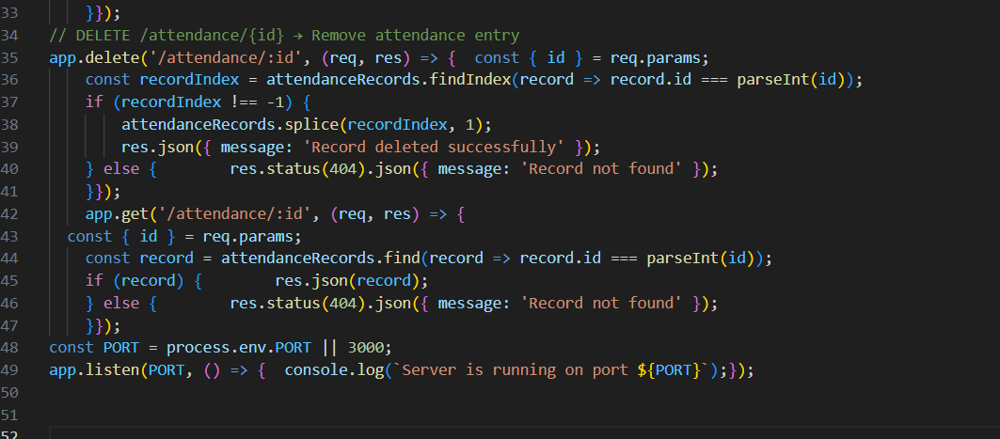 33         }});
34 // DELETE /attendance/{id} → Remove attendance entry
35 app.delete('/attendance/:id', (req, res) => {  const { id } = req.params;
36     const recordIndex = attendanceRecords.findIndex(record => record.id === parseInt(id));
37     if (recordIndex !== -1) {
38         attendanceRecords.splice(recordIndex, 1);
39         res.json({ message: 'Record deleted successfully' });
40     } else {        res.status(404).json({ message: 'Record not found' });
41     }});
42     app.get('/attendance/:id', (req, res) => {
43   const { id } = req.params;
44     const record = attendanceRecords.find(record => record.id === parseInt(id));
45     if (record) {        res.json(record);
46     } else {        res.status(404).json({ message: 'Record not found' });
47     }});
48 const PORT = process.env.PORT || 3000;
49 app.listen(PORT, () => {  console.log(`Server is running on port ${PORT}`);});
50
51
52